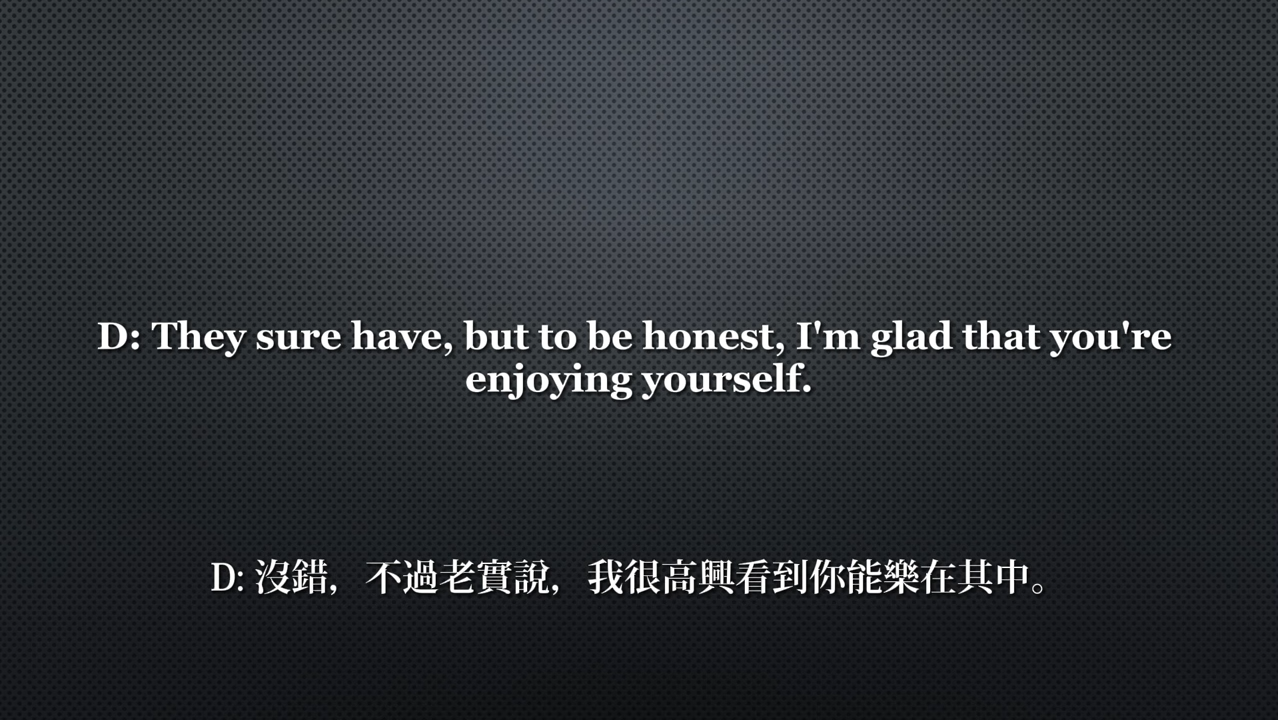 D: They sure have, but to be honest, I'm glad that you're
enjoying yourself.
D: 沒錯，不過老實說，我很高興看到你能樂在其中。